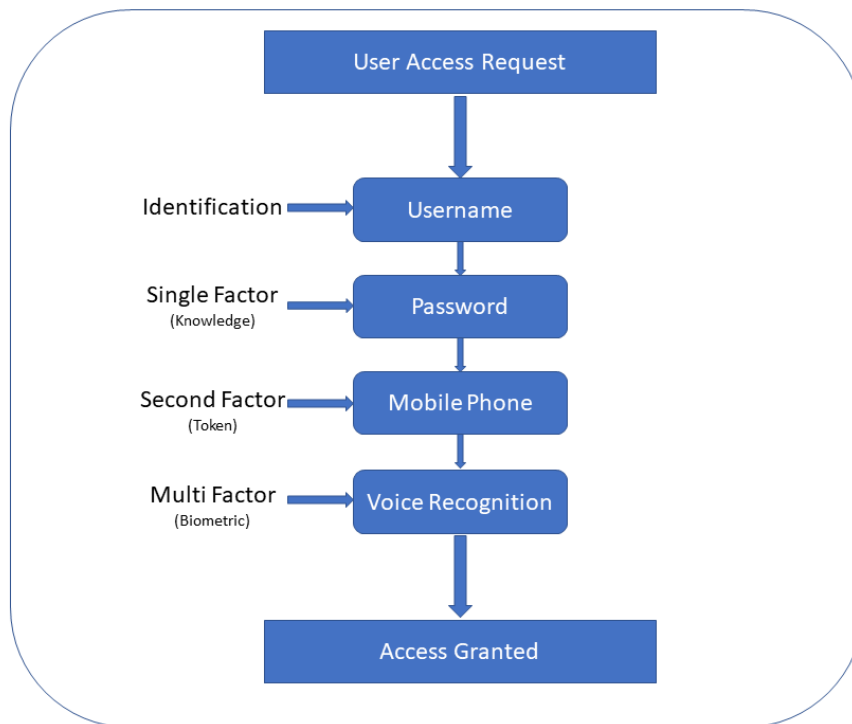 User Access Request
Identification
Username
Single Factor
(Knowledge)
Password
Second Factor
(Token)
Mobile Phone
Multi Factor
(Biometric)
Voice Recognition
Access Granted